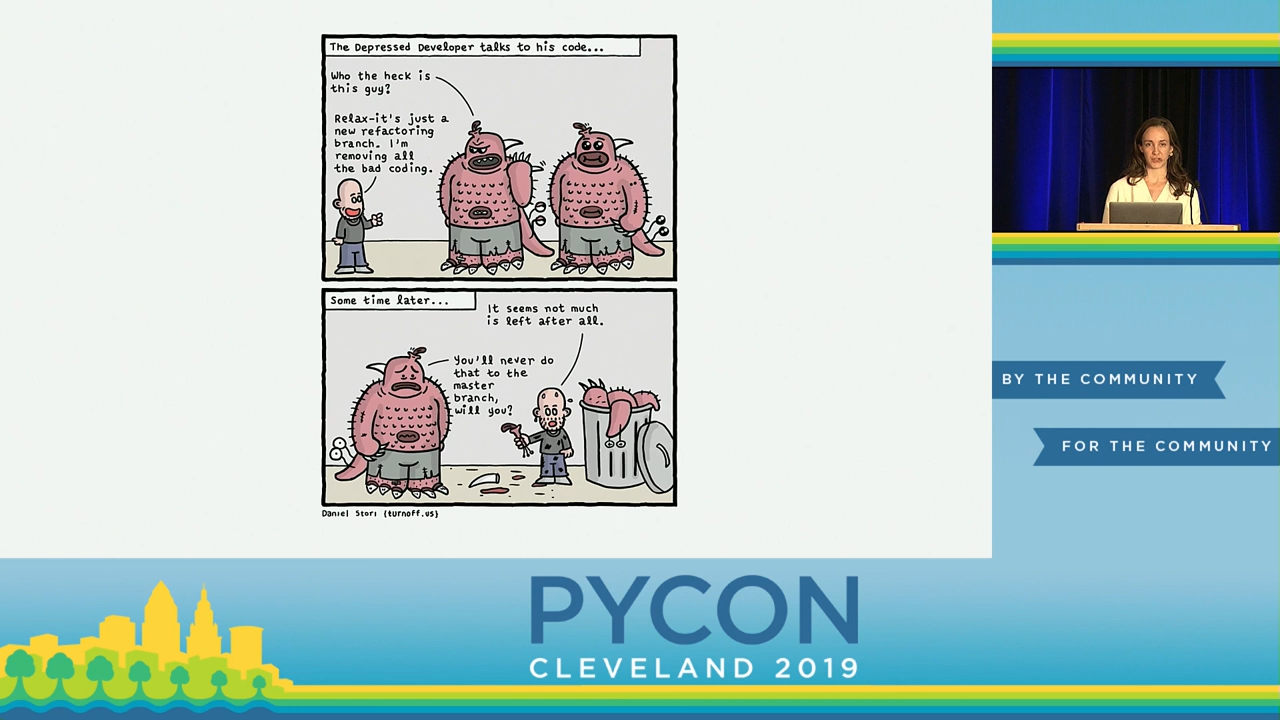 The Depressed Developer talks to his code...
Who the heck is
this guy?
Relax-it's just a
new refactoring
branch. I'm
removing all
the bad coding.
Some time later...
It seems not much
is left after all.
You'll never do
that to the
master
branch,
will you?
Daniel Stori {turnoff.us}
BY THE COMMUNITY
FOR THE COMMUNITY
PYCON
CLEVELAND 2019